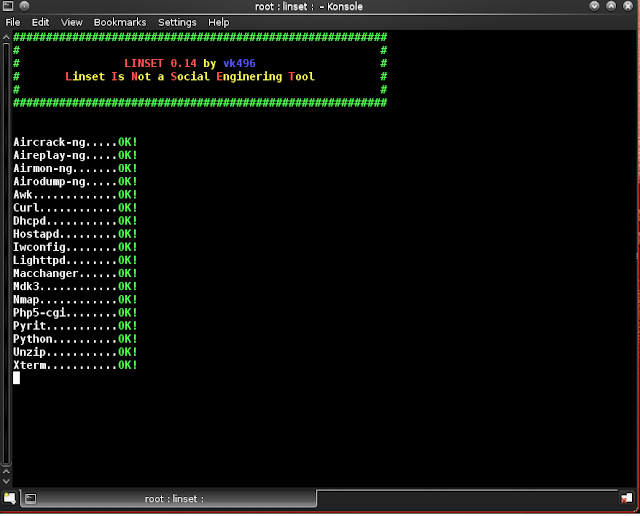 root : linset : - Konsole
File Edit View Bookmarks Settings Help
#########################################################
# #
# LINSET 0.14 by vk496 #
# Linset Is Not a Social Enginering Tool #
# #
#########################################################
Aircrack-ng.....OK!
Aireplay-ng.....OK!
Airmon-ng.......OK!
Airodump-ng.....OK!
Awk.............OK!
Curl............OK!
Dhcpd...........OK!
Hostapd.........OK!
Iwconfig........OK!
Lighttpd........OK!
Macchanger......OK!
Mdk3............OK!
Nmap............OK!
Php5-cgi........OK!
Pyrit...........OK!
Python..........OK!
Unzip...........OK!
Xterm...........OK!
root : linset :